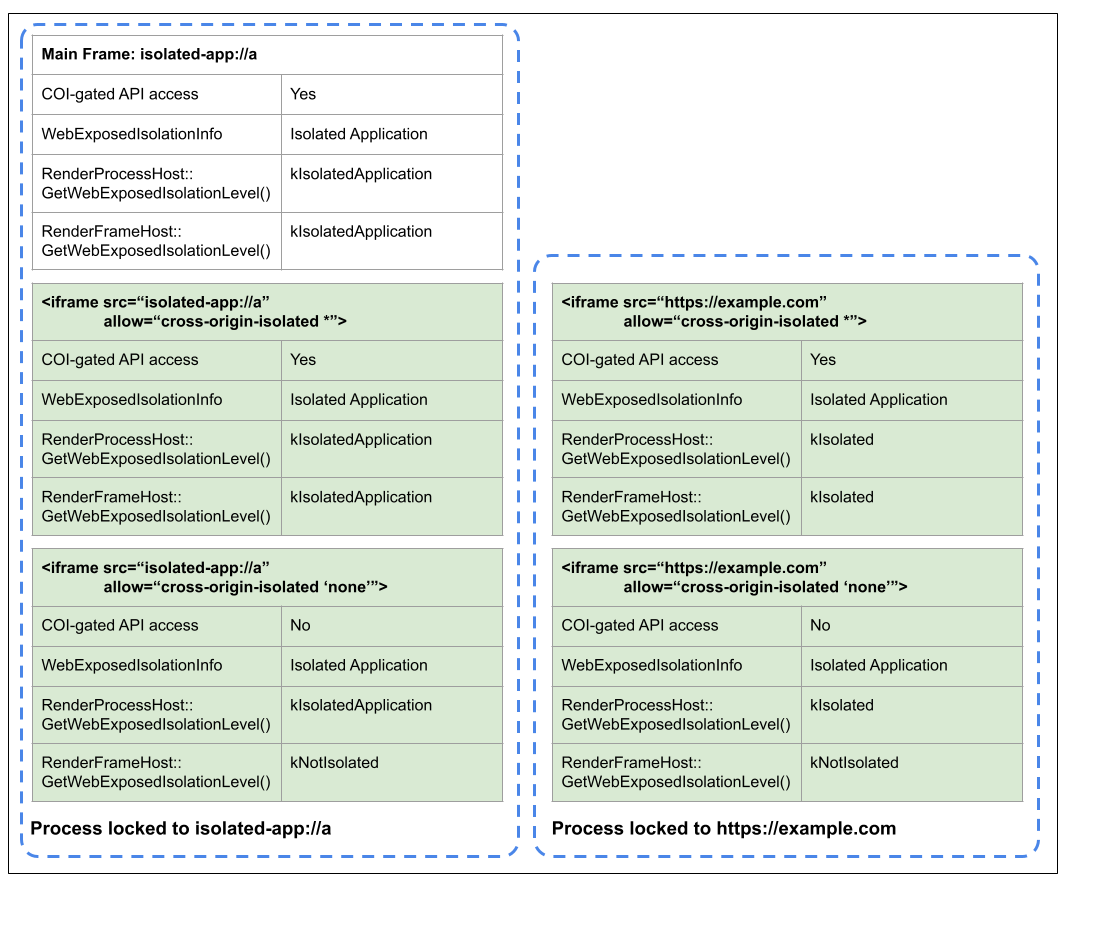 Main Frame: isolated-app://a
COI-gated API access Yes
WebExposedIsolationInfo Isolated Application
RenderProcessHost:: kIsolatedApplication
GetWebExposedIsolationLevel()
RenderFrameHost:: kIsolatedApplication
GetWebExposedIsolationLevel()
<iframe src=“isolated-app://a”
allow=“cross-origin-isolated *”>
COI-gated API access Yes
WebExposedIsolationInfo Isolated Application
RenderProcessHost:: kIsolatedApplication
GetWebExposedIsolationLevel()
RenderFrameHost:: kIsolatedApplication
GetWebExposedIsolationLevel()
<iframe src=“isolated-app://a”
allow=“cross-origin-isolated ‘none’”>
COI-gated API access No
WebExposedIsolationInfo Isolated Application
RenderProcessHost:: kIsolatedApplication
GetWebExposedIsolationLevel()
RenderFrameHost:: kNotIsolated
GetWebExposedIsolationLevel()
Process locked to isolated-app://a
<iframe src=“https://example.com”
allow=“cross-origin-isolated *”>
COI-gated API access Yes
WebExposedIsolationInfo Isolated Application
RenderProcessHost:: kIsolated
GetWebExposedIsolationLevel()
RenderFrameHost:: kIsolated
GetWebExposedIsolationLevel()
<iframe src=“https://example.com”
allow=“cross-origin-isolated ‘none’”>
COI-gated API access No
WebExposedIsolationInfo Isolated Application
RenderProcessHost:: kIsolated
GetWebExposedIsolationLevel()
RenderFrameHost:: kNotIsolated
GetWebExposedIsolationLevel()
Process locked to https://example.com